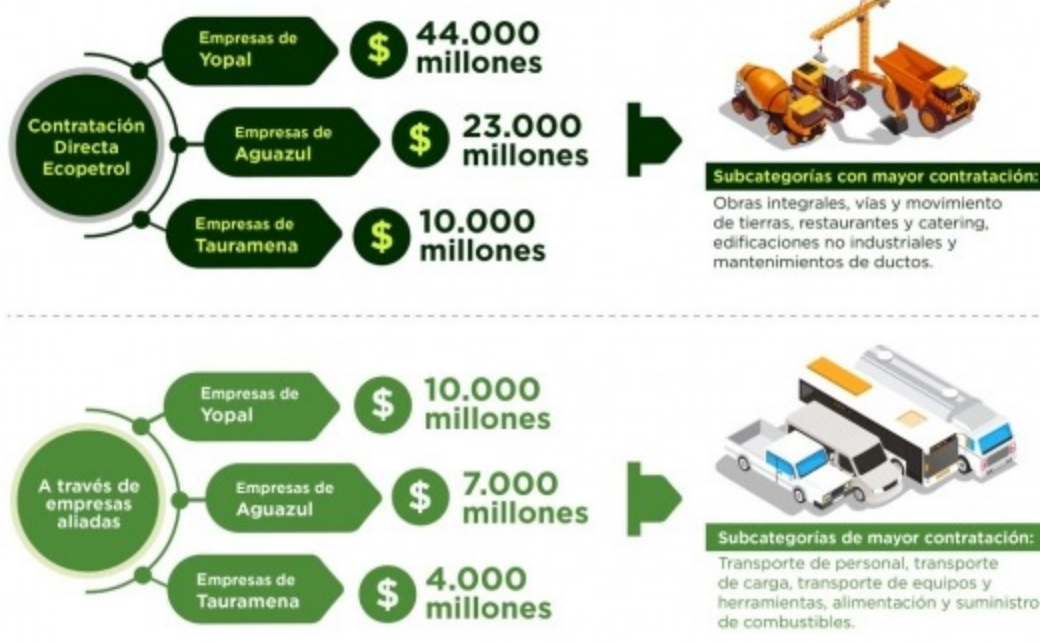 Contratación
Directa
Ecopetrol
Empresas de
Yopal
$
44.000
millones
Empresas de
Aguazul
$
23.000
millones
Empresas de
Tauramena
$
10.000
millones
Subcategorías con mayor contratación:
Obras integrales, vías y movimiento
de tierras, restaurantes y catering,
edificaciones no industriales y
mantenimientos de ductos.
A través de
empresas
aliadas
Empresas de
Yopal
$
10.000
millones
Empresas de
Aguazul
$
7.000
millones
Empresas de
Tauramena
$
4.000
millones
Subcategorías de mayor contratación:
Transporte de personal, transporte
de carga, transporte de equipos y
herramientas, alimentación y suministro
de combustibles.